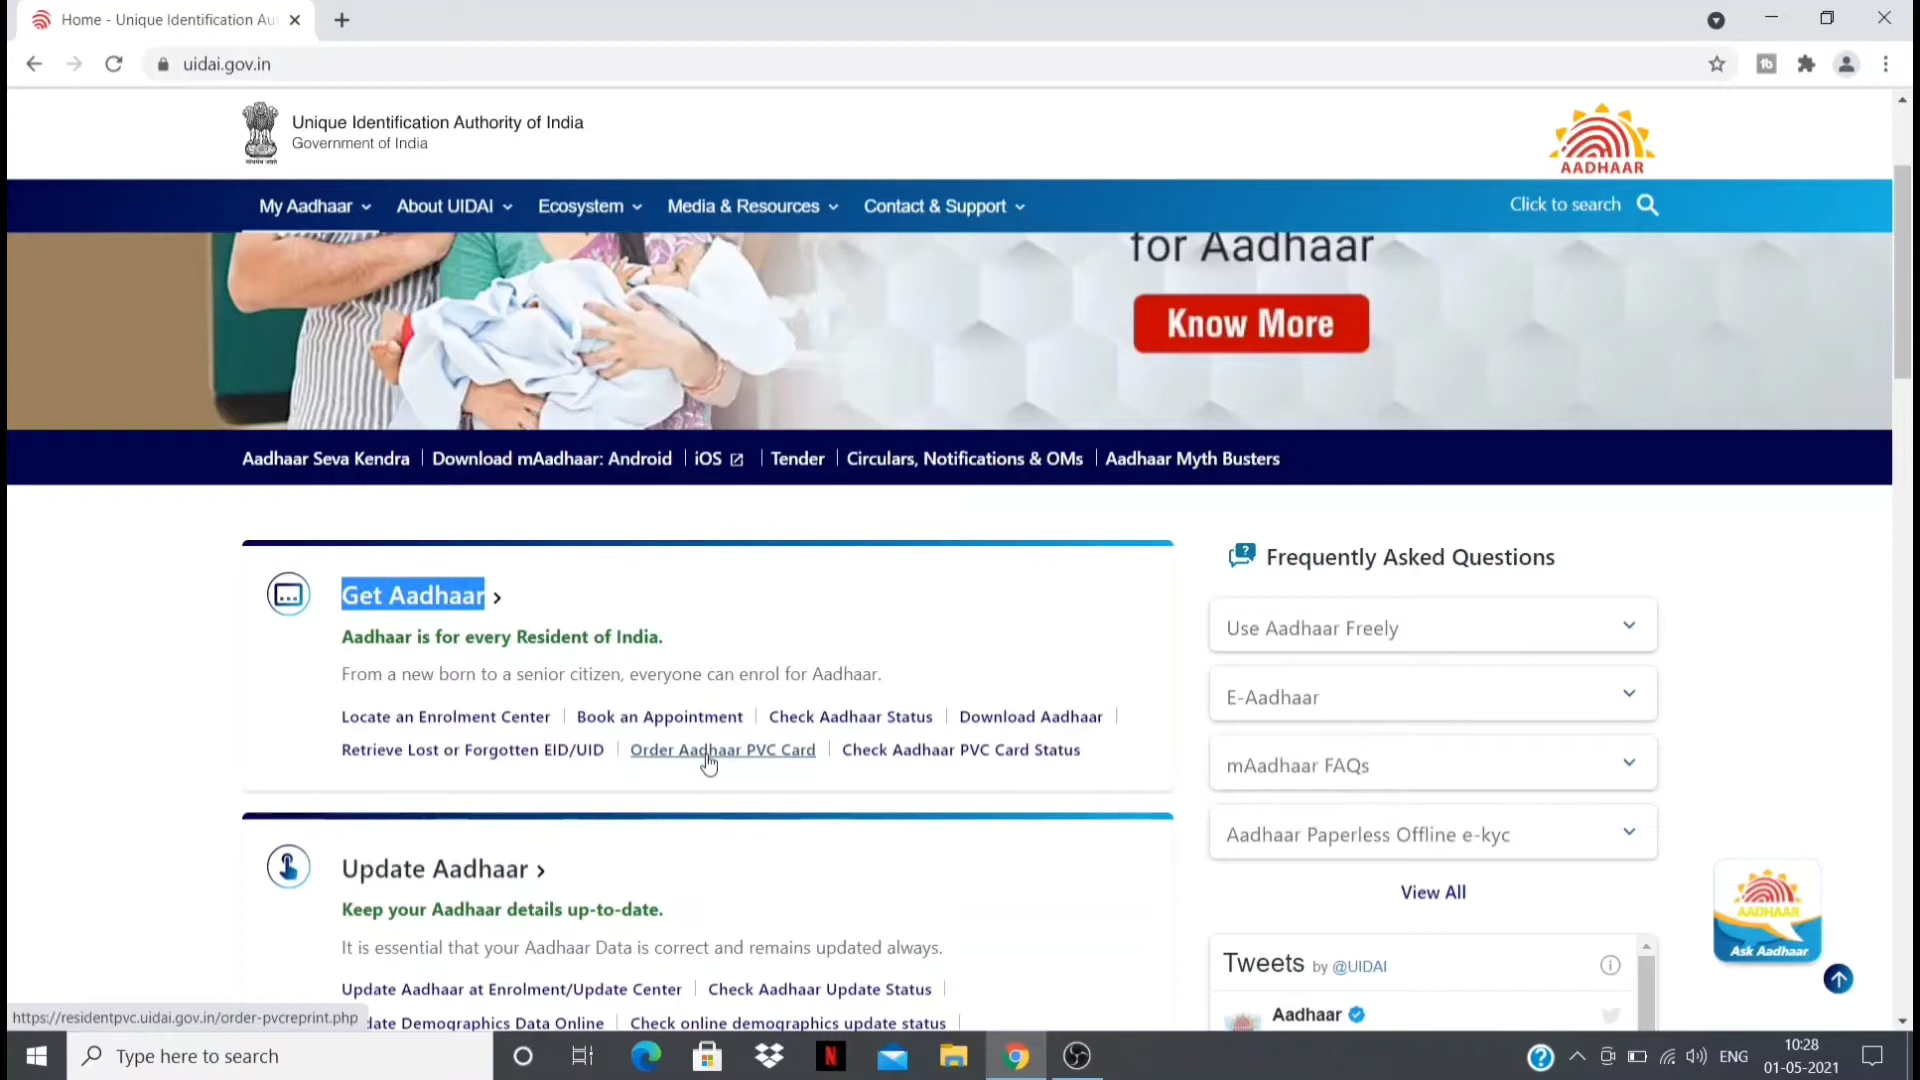 Home - Unique Identification Au
uidai.gov.in
Unique Identification Authority of India
Government of India
AADHAAR
My Aadhaar About UIDAI Ecosystem Media & Resources Contact & Support Click to search
for Aadhaar
Know More
Aadhaar Seva Kendra Download mAadhaar: Android iOS Tender Circulars, Notifications & OMs Aadhaar Myth Busters
Get Aadhaar ›
Aadhaar is for every Resident of India.
From a new born to a senior citizen, everyone can enrol for Aadhaar.
Locate an Enrolment Center Book an Appointment Check Aadhaar Status Download Aadhaar
Retrieve Lost or Forgotten EID/UID Order Aadhaar PVC Card Check Aadhaar PVC Card Status
Update Aadhaar ›
Keep your Aadhaar details up-to-date.
It is essential that your Aadhaar Data is correct and remains updated always.
Update Aadhaar at Enrolment/Update Center Check Aadhaar Update Status
date Demographics Data Online Check online demographics update status
Frequently Asked Questions
Use Aadhaar Freely
E-Aadhaar
mAadhaar FAQs
Aadhaar Paperless Offline e-kyc
View All
Tweets by @UIDAI
Aadhaar
AADHAAR
Ask Aadhaar
https://residentpvc.uidai.gov.in/order-pvcreprint.php
Type here to search
ENG
10:28
01-05-2021